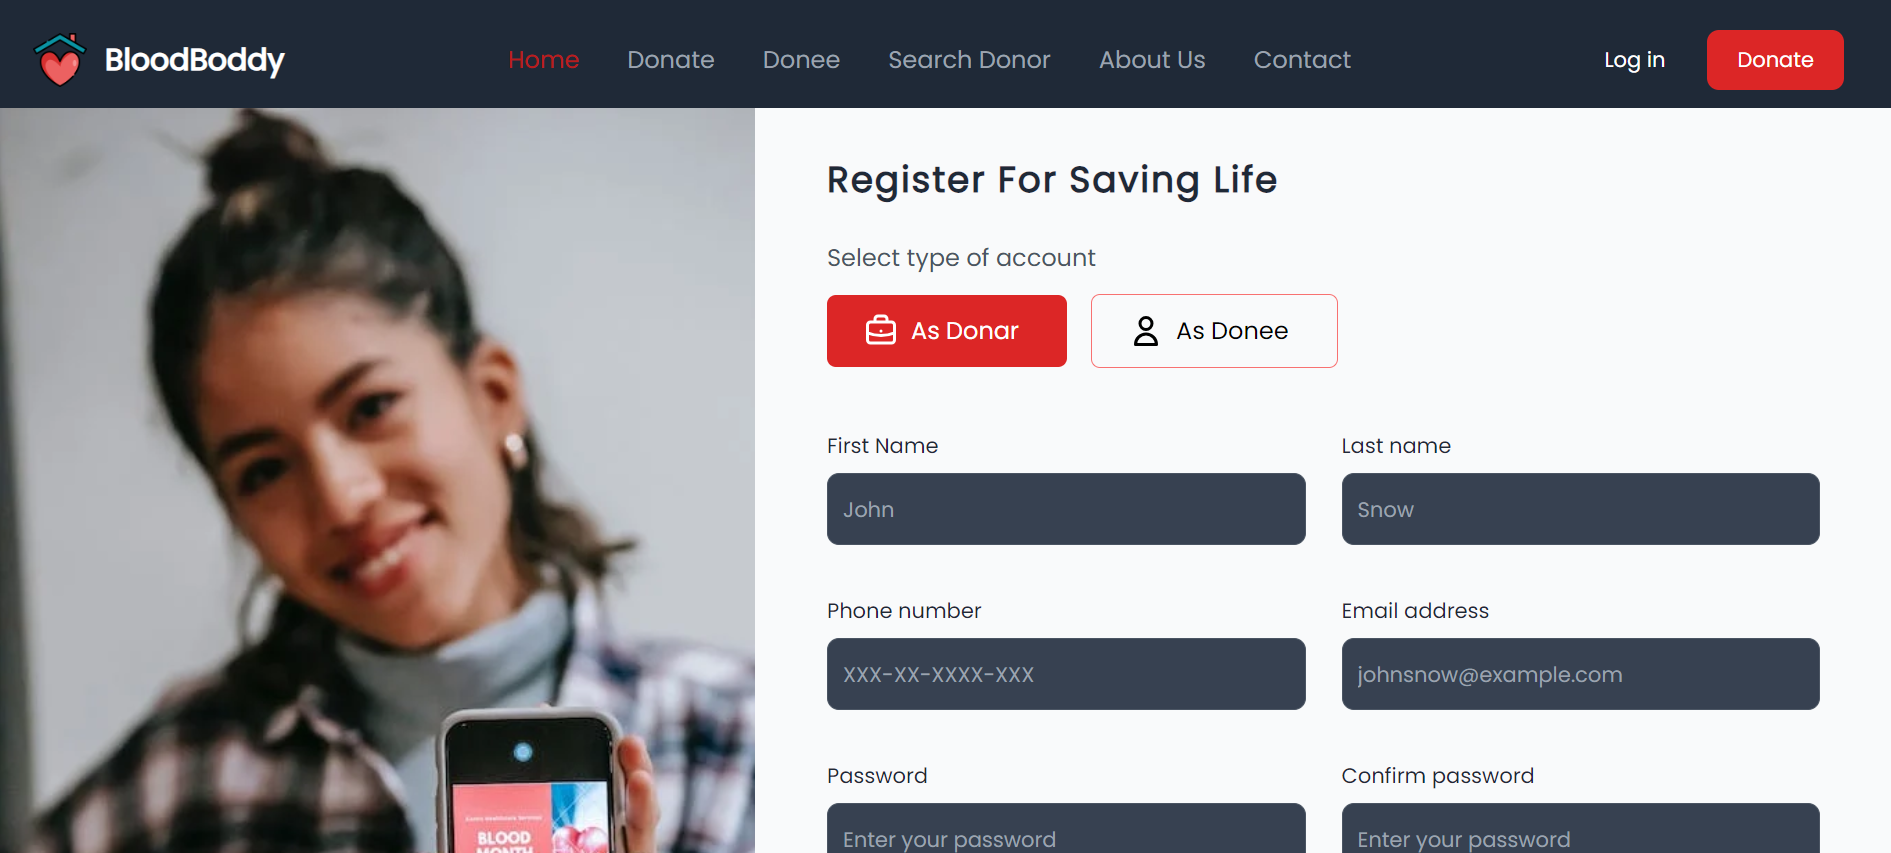 BloodBoddy
Home Donate Donee Search Donor About Us Contact
Log in Donate
Register For Saving Life
Select type of account
As Donar As Donee
First Name Last name
John Snow
Phone number Email address
XXX-XX-XXXX-XXX johnsnow@example.com
Password Confirm password
Enter your password Enter your password
BLOOD
MONTH